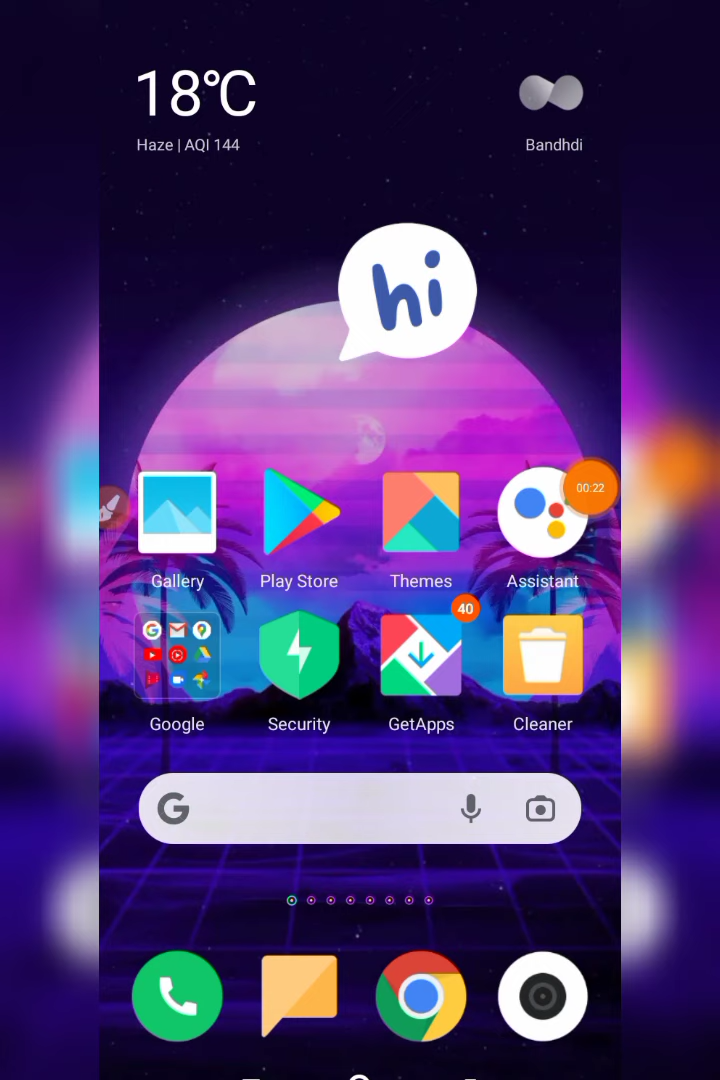 18℃
Haze | AQI 144
Bandhdi
hi
00:22
Gallery
Play Store
Themes
Assistant
40
Google
Security
GetApps
Cleaner